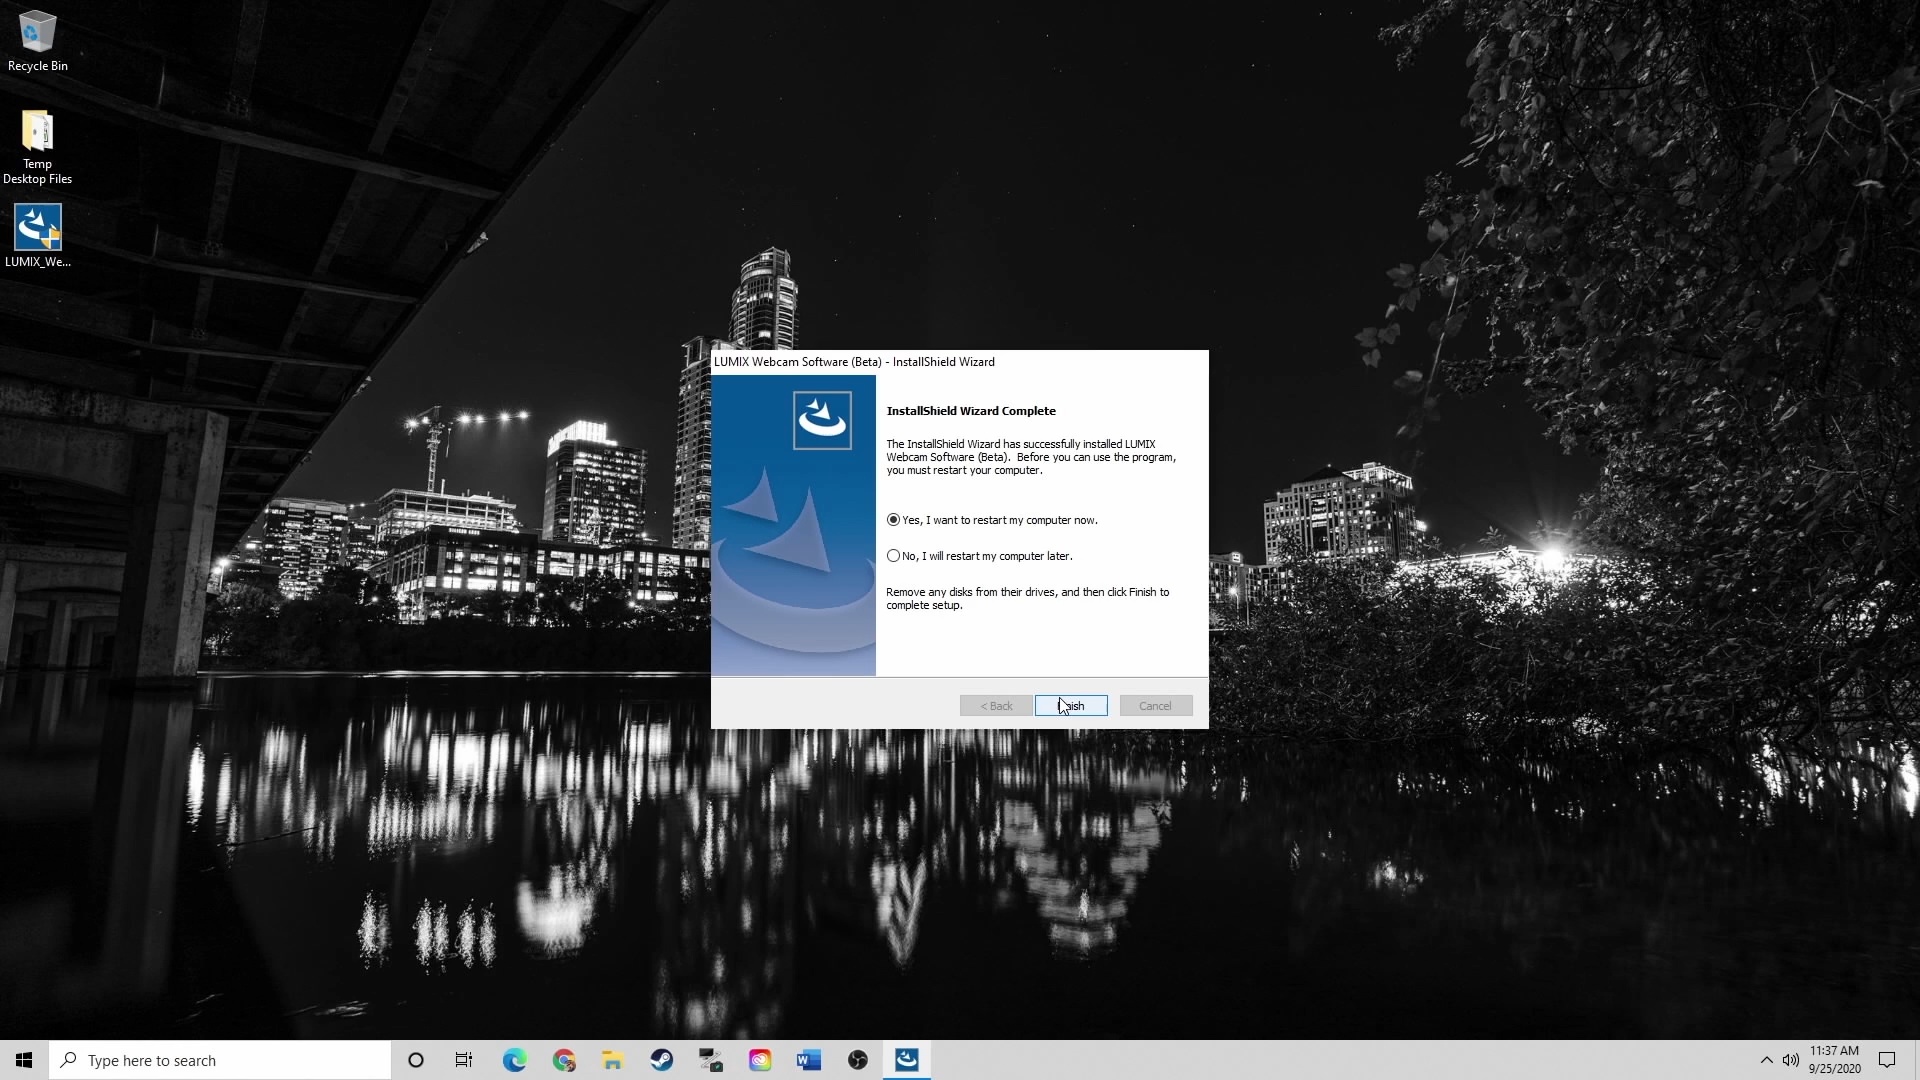 Recycle Bin
Temp
Desktop Files
LUMIX_We...
LUMIX Webcam Software (Beta) - InstallShield Wizard
InstallShield Wizard Complete
The InstallShield Wizard has successfully installed LUMIX
Webcam Software (Beta).  Before you can use the program,
you must restart your computer.
Yes, I want to restart my computer now.
No, I will restart my computer later.
Remove any disks from their drives, and then click Finish to
complete setup.
< Back
Cancel
Type here to search
W
11:37 AM
9/25/2020